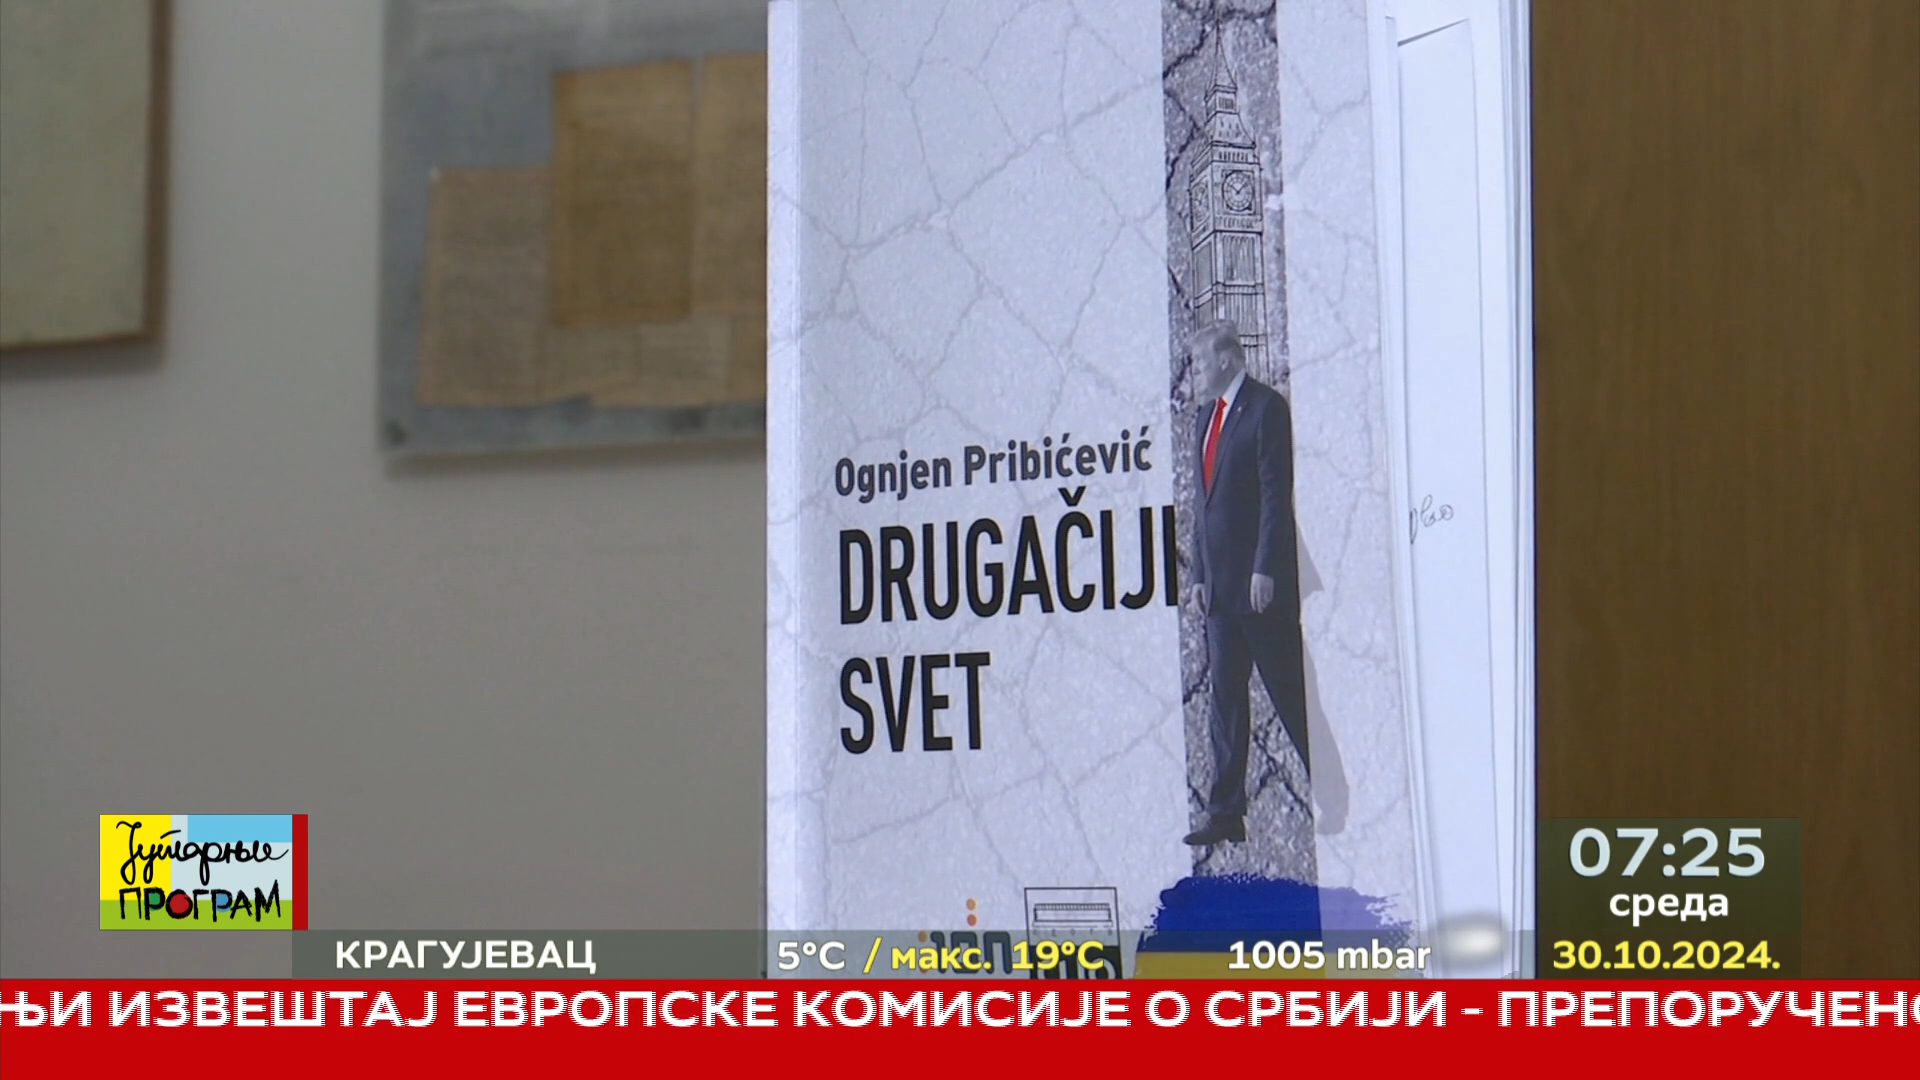 Ognjen Pribićević
DRUGAČIJI
SVET
Јутарње
ПРОГРАМ
07:25
среда
КРАГУЈЕВАЦ 5°C / макс. 19°C 1005 mbar 30.10.2024.
ЊИ ИЗВЕШТАЈ ЕВРОПСКЕ КОМИСИЈЕ О СРБИЈИ - ПРЕПОРУЧЕНО